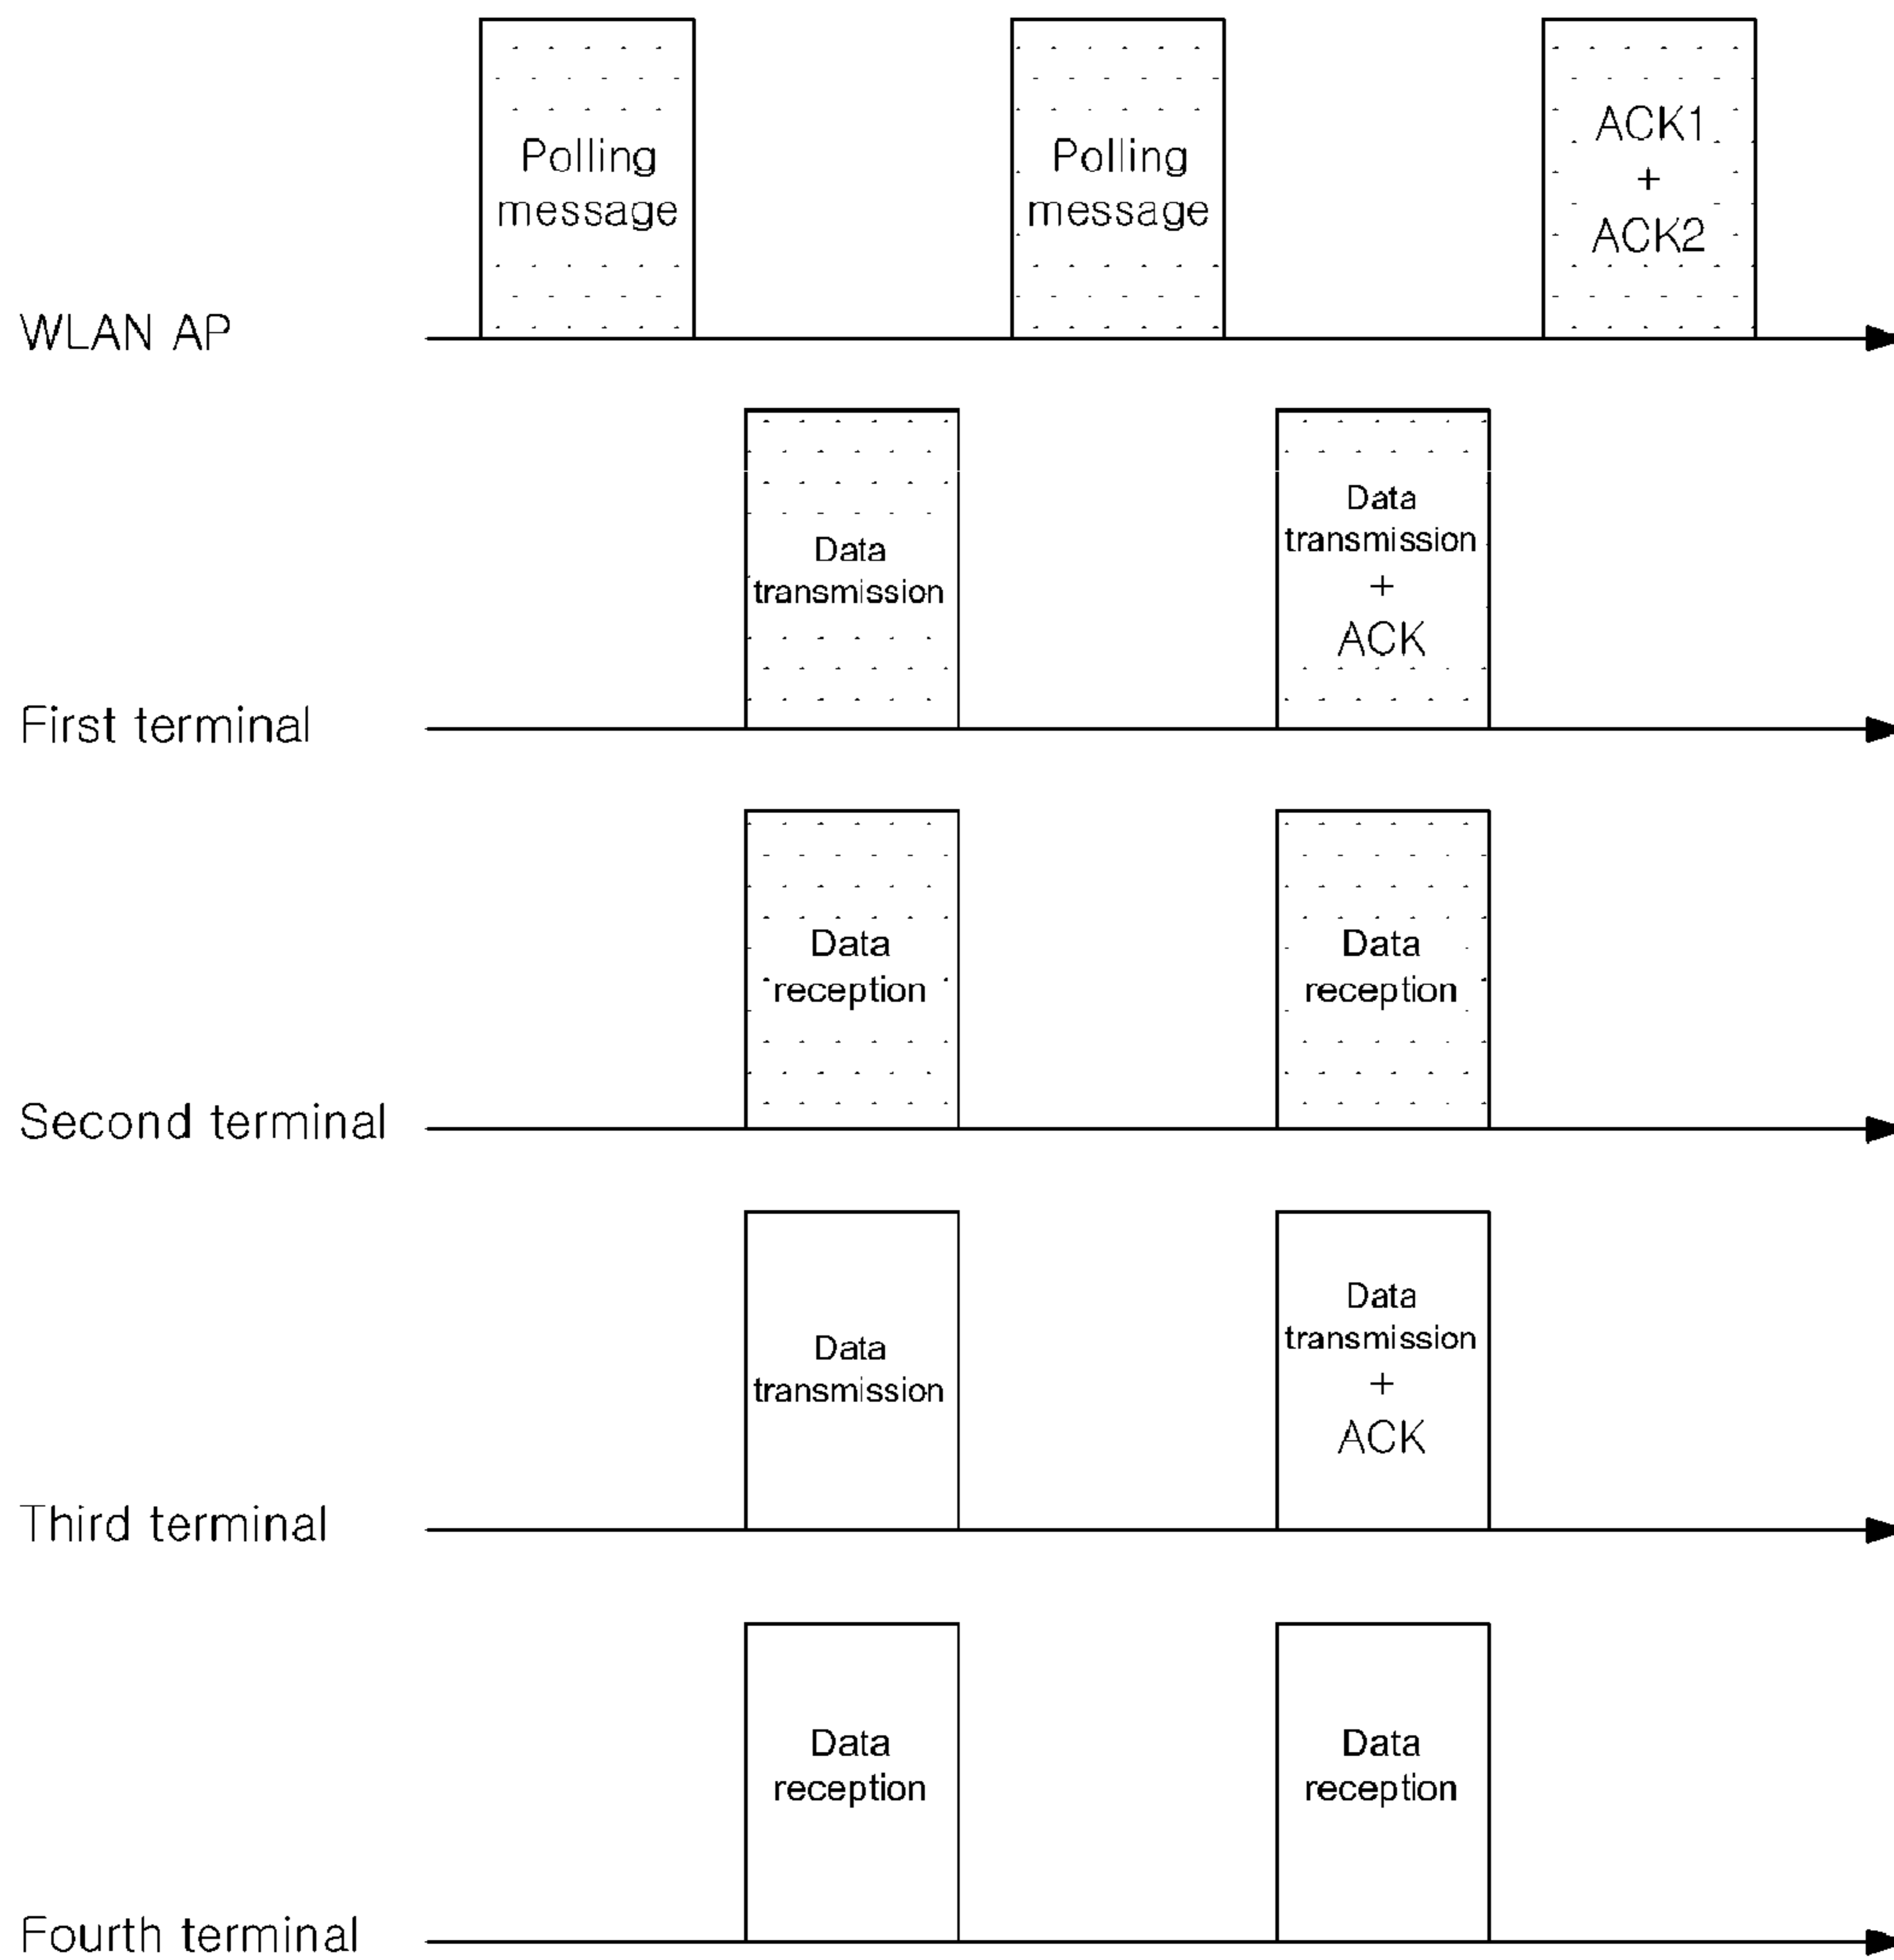 Polling
message
Polling
message
ACK1
+
ACK2
WLAN AP
Data
transmission
Data
transmission
+
ACK
First terminal
Data
reception
Data
reception
Second terminal
Data
transmission
Data
transmission
+
ACK
Third terminal
Data
reception
Data
reception
Fourth terminal